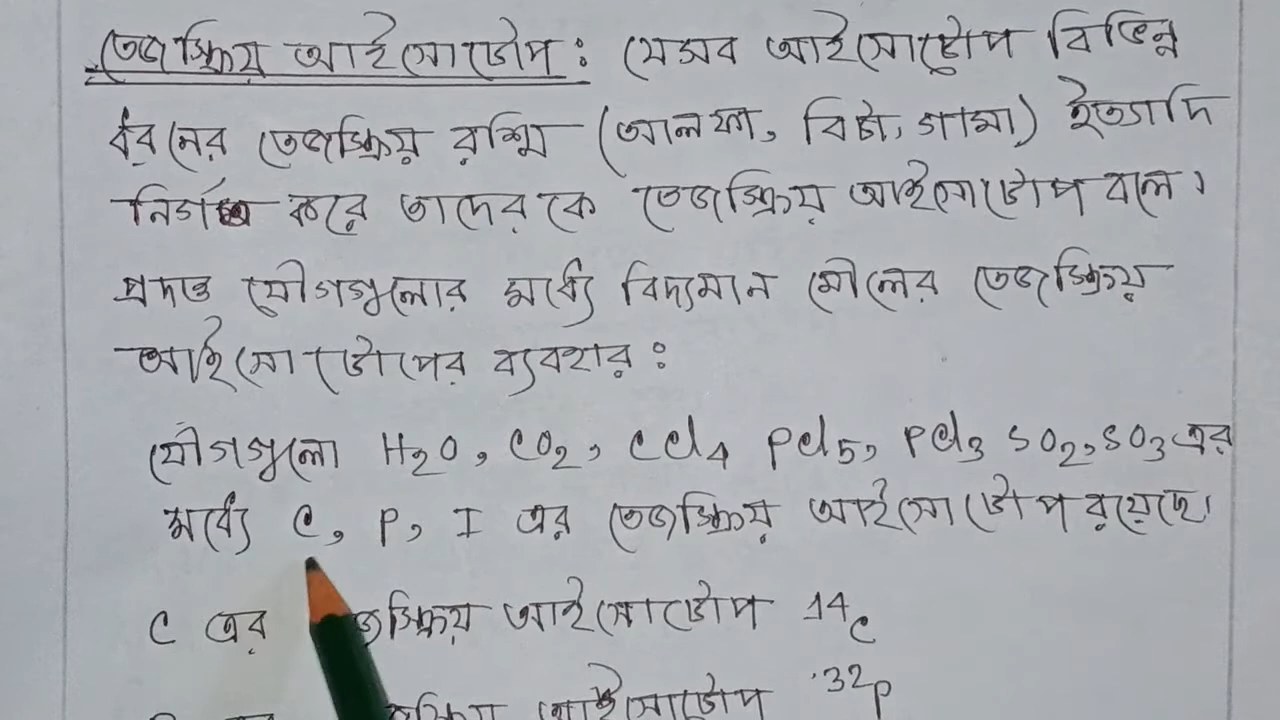 তেজস্ক্রিয় আইসোটোপ : যেসব আইসোটোপ বিভিন্ন
ধরনের তেজস্ক্রিয় রশ্মি (আলফা, বিটা, গামা) ইত্যাদি
নির্গত করে তাদেরকে তেজস্ক্রিয় আইসোটোপ বলে।
প্রদত্ত যৌগগুলোর মধ্যে বিদ্যমান মৌলের তেজস্ক্রিয়
আইসোটোপের ব্যবহার :
যৌগগুলো H₂O, CO₂, CCl₄ PCl₅, PCl₃ SO₂, SO₃ এর
মধ্যে C, P, I এর তেজস্ক্রিয় আইসোটোপ রয়েছে।
C এর স্ক্রিয় আইসোটোপ ¹⁴C
আইসোটোপ ³²P